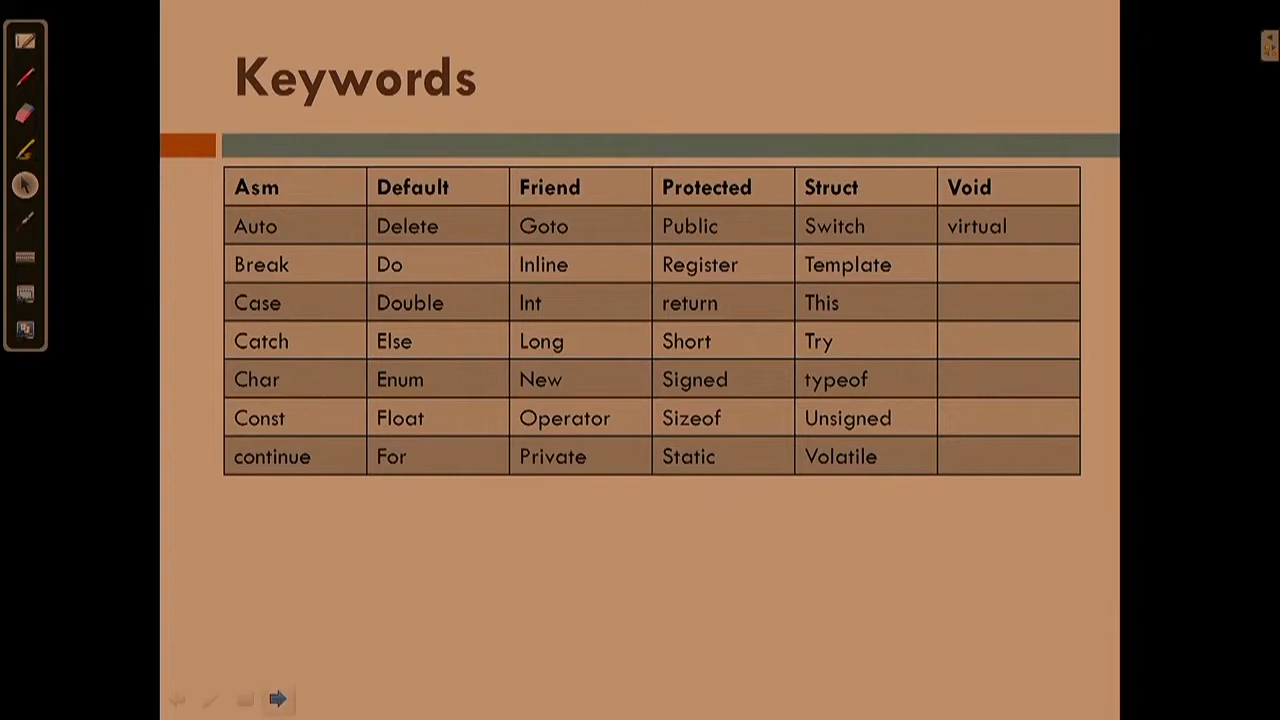 Keywords
Asm Default Friend Protected Struct Void
Auto Delete Goto Public Switch virtual
Break Do Inline Register Template
Case Double Int return This
Catch Else Long Short Try
Char Enum New Signed typeof
Const Float Operator Sizeof Unsigned
continue For Private Static Volatile